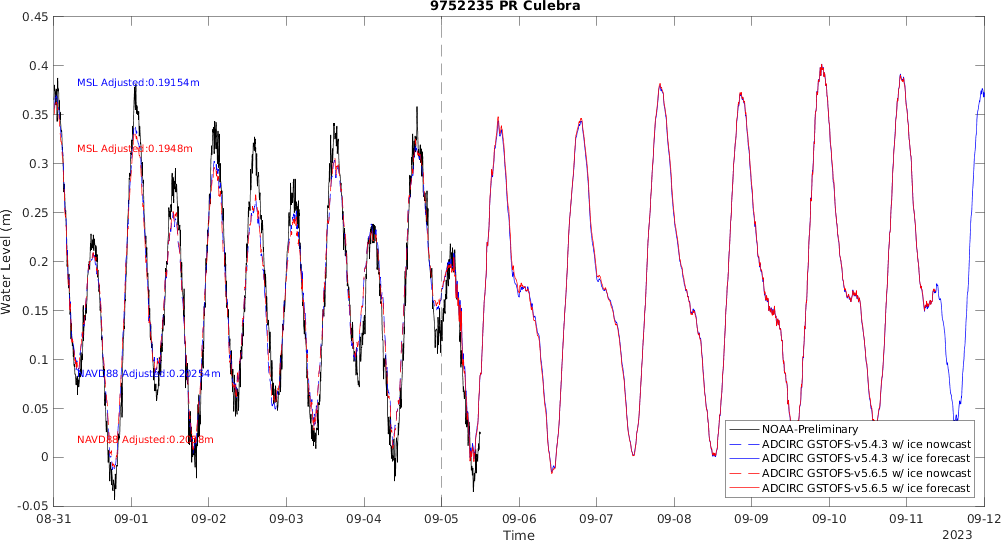 9752235 PR Culebra
0.45
0.4
0.35
0.3
0.25
0.2
0.15
0.1
0.05
0
-0.05
Water Level (m)
MSL Adjusted:0.19154m
MSL Adjusted:0.1948m
NAVD88 Adjusted:0.20254m
NAVD88 Adjusted:0.2058m
NOAA-Preliminary
ADCIRC GSTOFS-v5.4.3 w/ ice nowcast
ADCIRC GSTOFS-v5.4.3 w/ ice forecast
ADCIRC GSTOFS-v5.6.5 w/ ice nowcast
ADCIRC GSTOFS-v5.6.5 w/ ice forecast
08-31 09-01 09-02 09-03 09-04 09-05 09-06 09-07 09-08 09-09 09-10 09-11 09-12
Time
2023